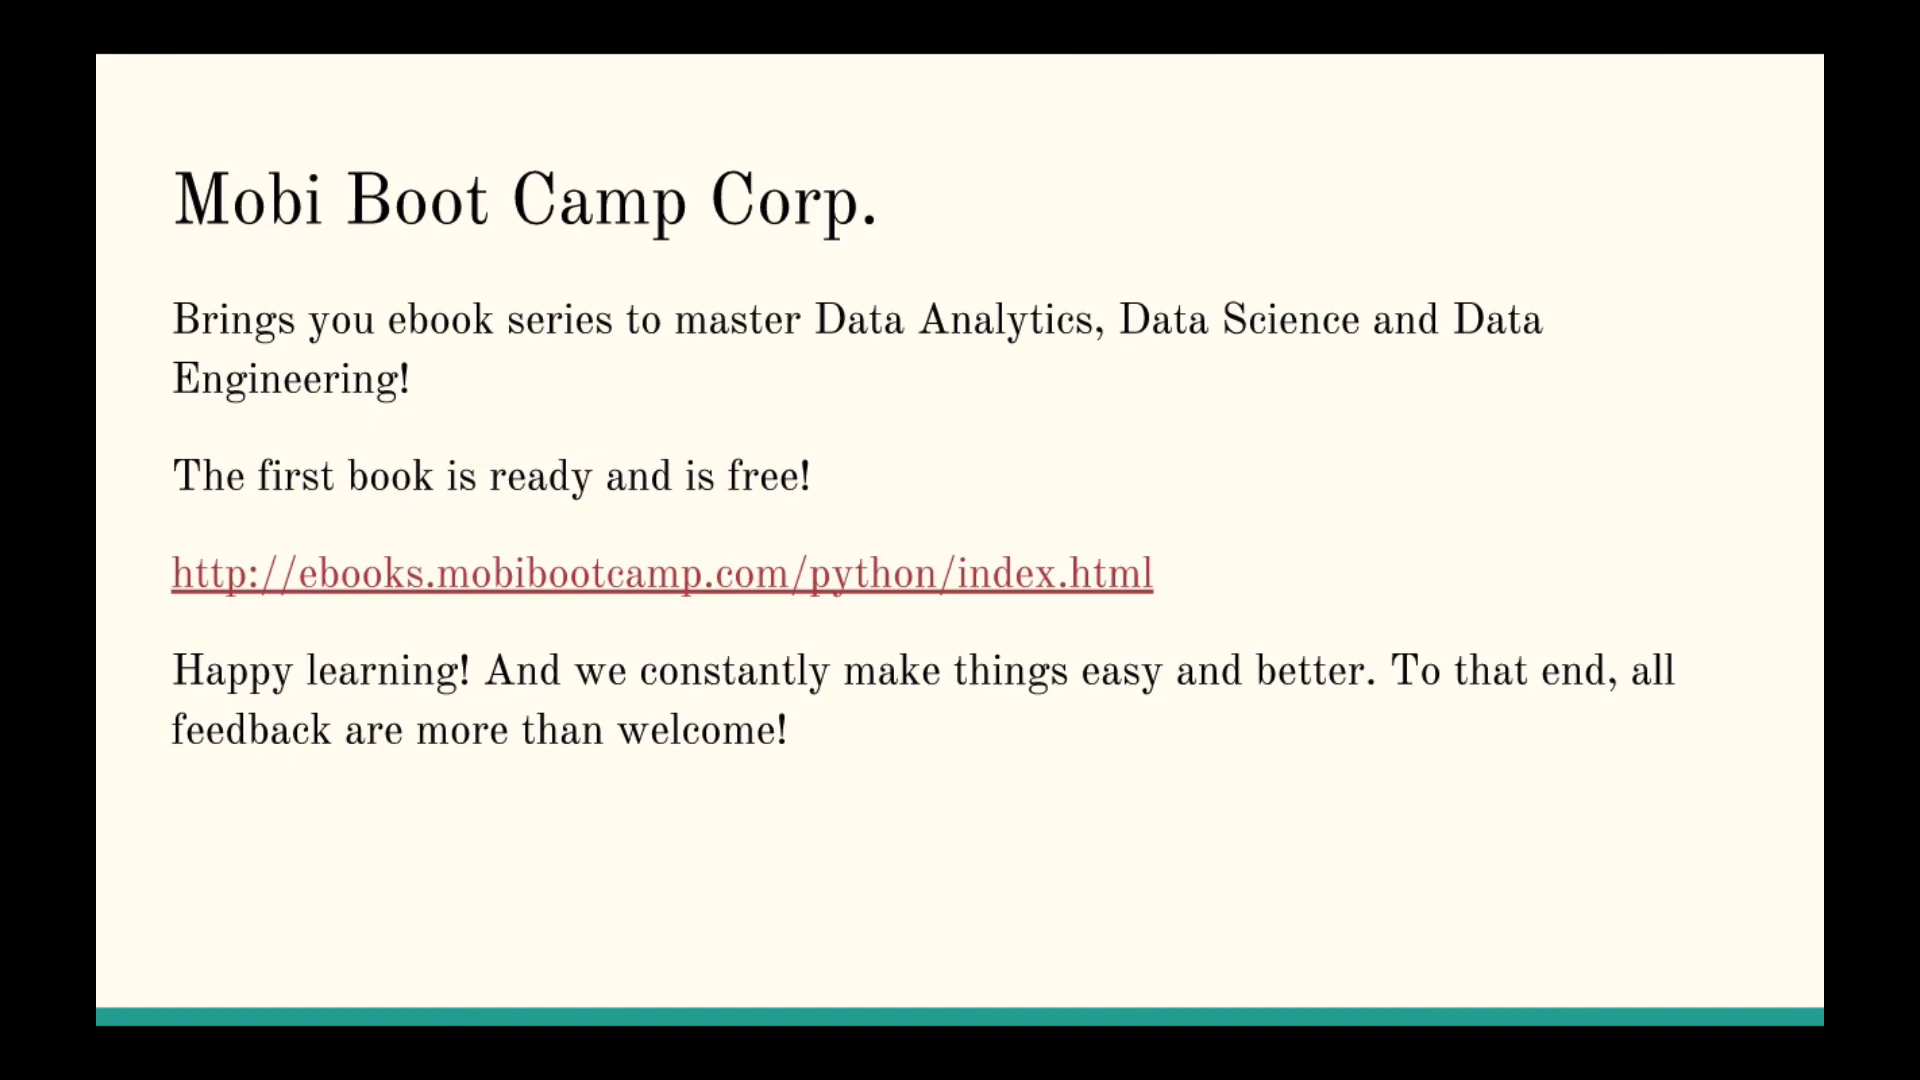 Mobi Boot Camp Corp.
Brings you ebook series to master Data Analytics, Data Science and Data
Engineering!
The first book is ready and is free!
http://ebooks.mobibootcamp.com/python/index.html
Happy learning! And we constantly make things easy and better. To that end, all
feedback are more than welcome!